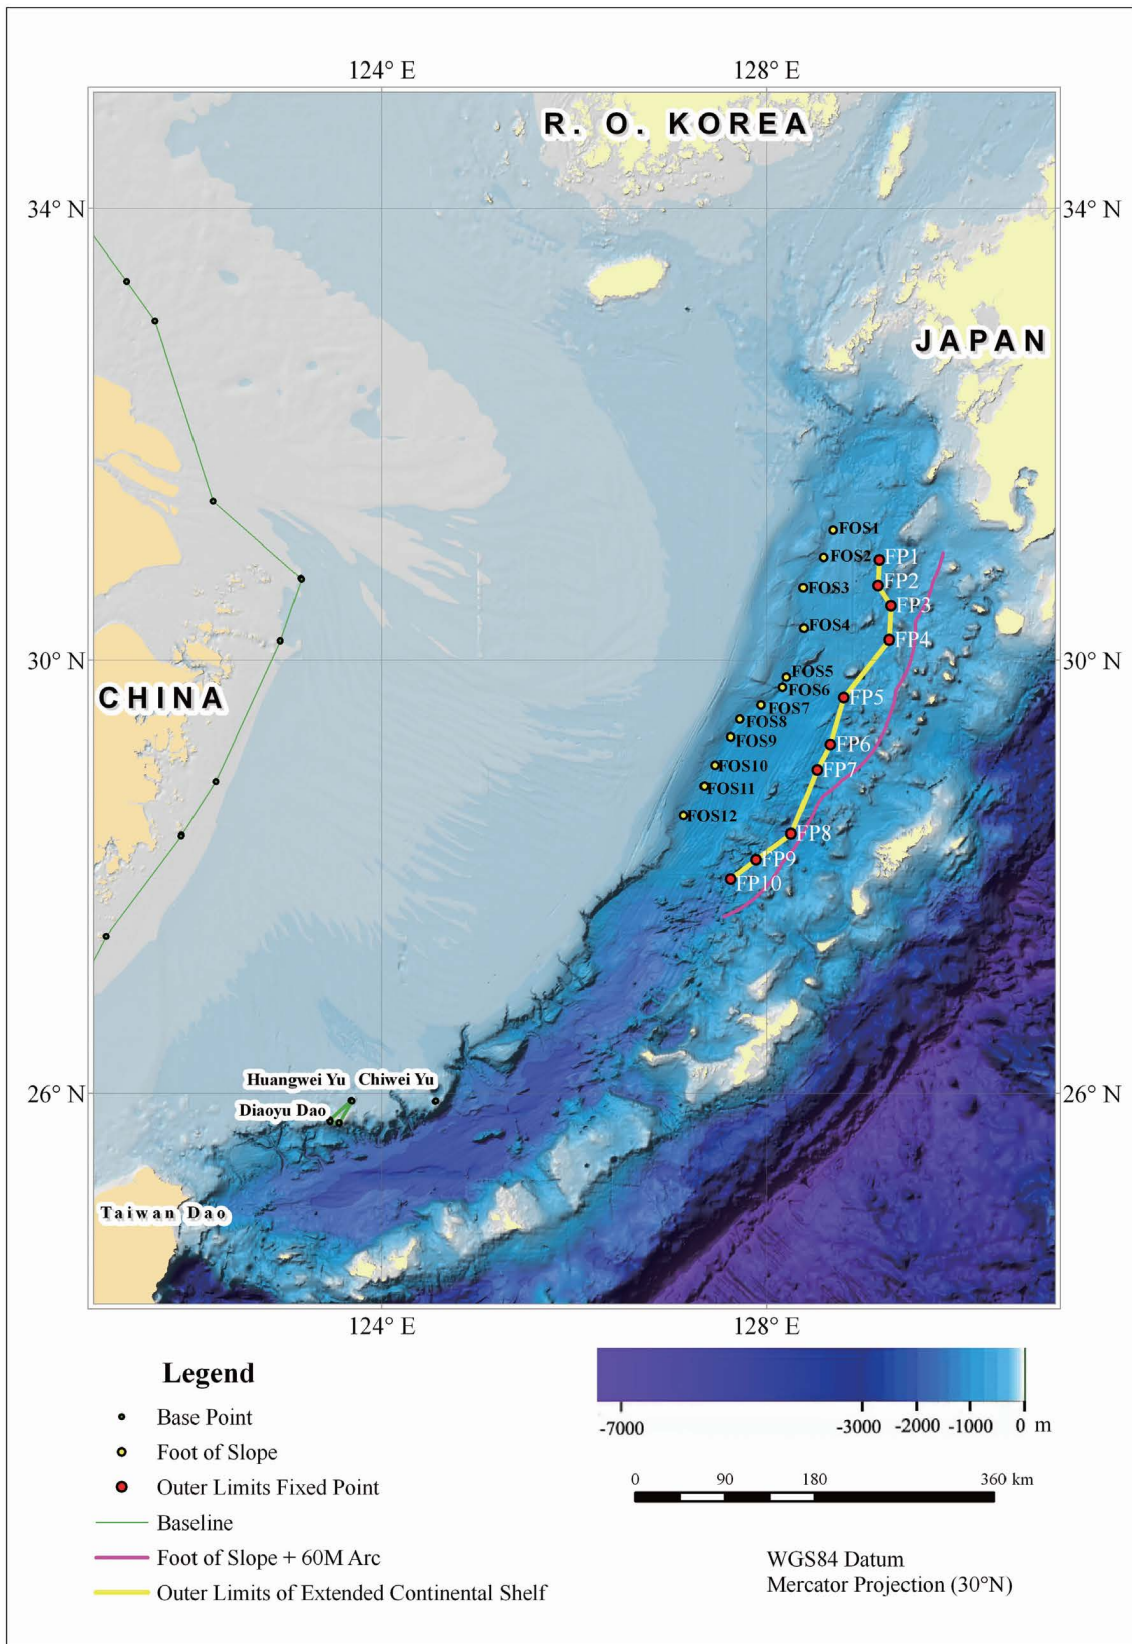 124° E 128° E
R. O. KOREA
34° N 34° N
JAPAN
FOS1
FOS2 FP1
FOS3 FP2
FP3
FOS4 FP4
30° N 30° N
FOS5
FOS6
CHINA FOS7 FP5
FOS8
FOS9 FP6
FOS10 FP7
FOS11
FOS12
FP8
FP9
FP10
Huangwei Yu Chiwei Yu
26° N 26° N
Diaoyu Dao
Taiwan Dao
124° E 128° E
Legend
Base Point
Foot of Slope
Outer Limits Fixed Point
Baseline
Foot of Slope + 60M Arc
Outer Limits of Extended Continental Shelf
-7000 -3000 -2000 -1000 0 m
0 90 180 360 km
WGS84 Datum
Mercator Projection (30°N)